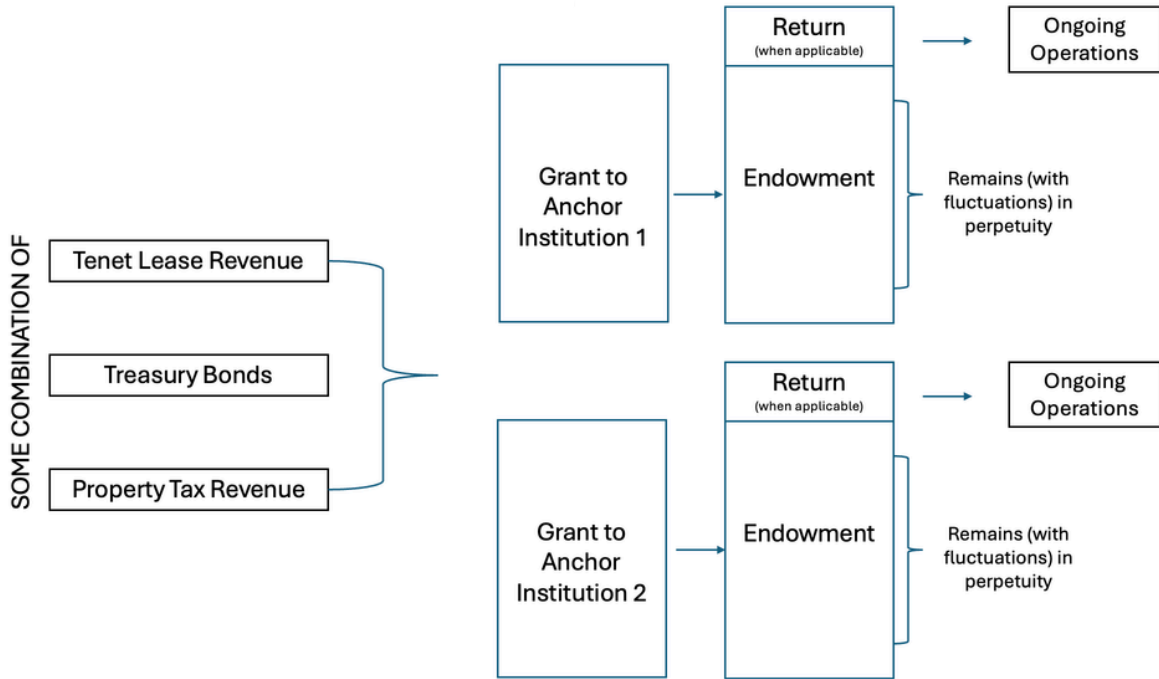 SOME COMBINATION OF
Tenet Lease Revenue
Treasury Bonds
Property Tax Revenue
Grant to
Anchor
Institution 1
Return
(when applicable)
Endowment
Ongoing
Operations
Remains (with
fluctuations) in
perpetuity
Grant to
Anchor
Institution 2
Return
(when applicable)
Endowment
Ongoing
Operations
Remains (with
fluctuations) in
perpetuity